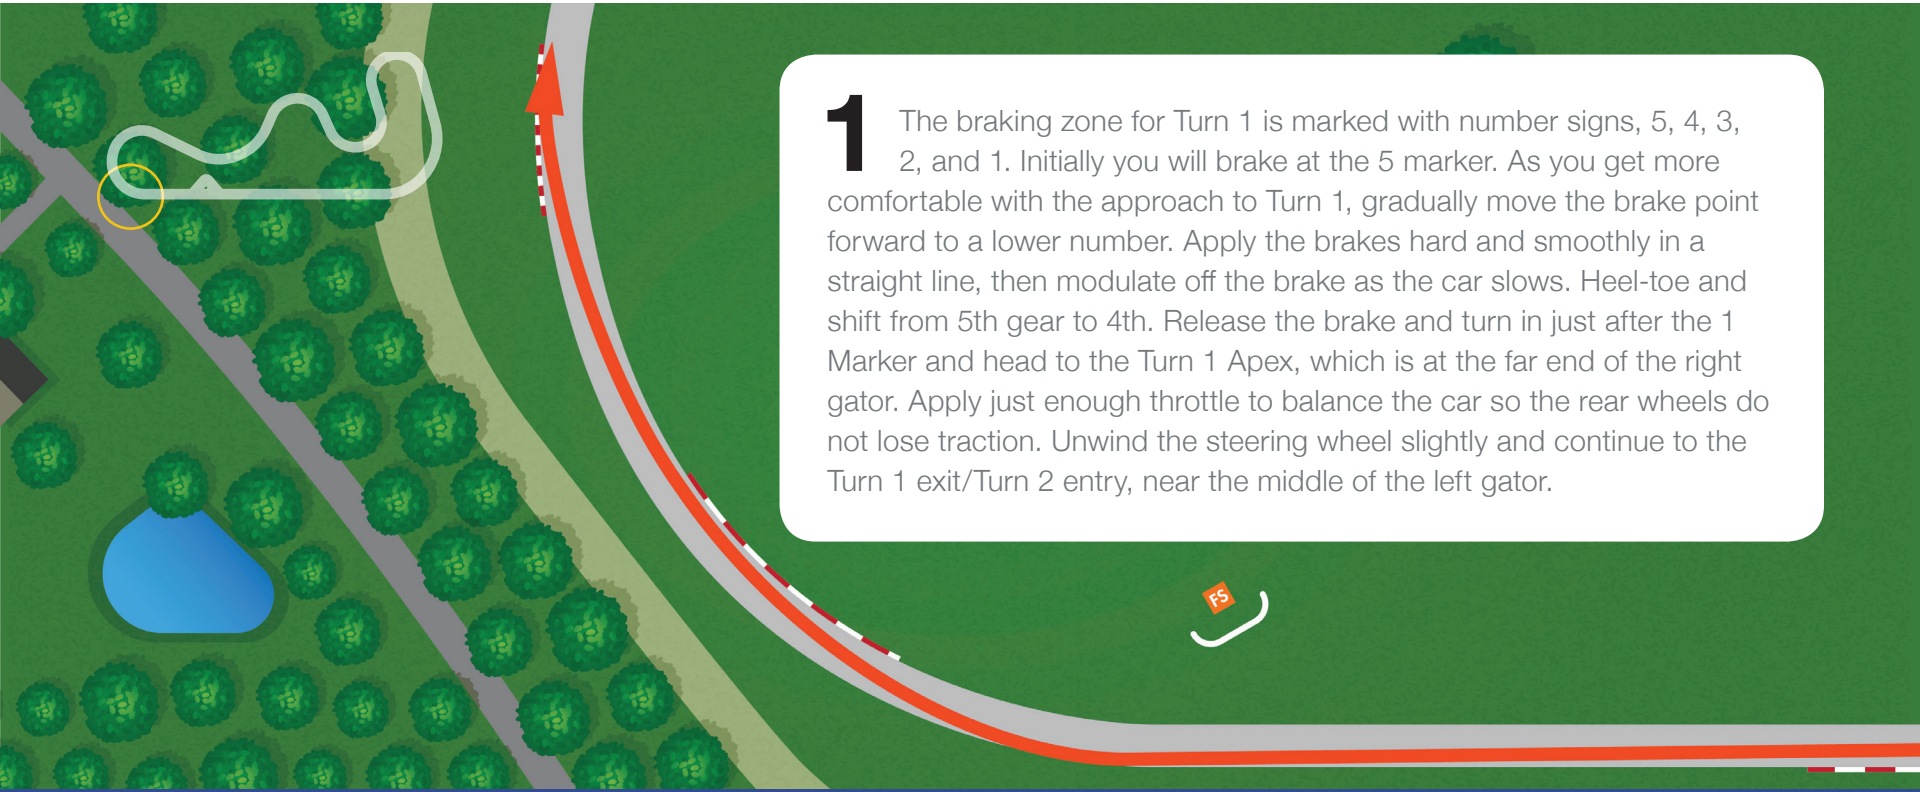 1 The braking zone for Turn 1 is marked with number signs, 5, 4, 3,
2, and 1. Initially you will brake at the 5 marker. As you get more
comfortable with the approach to Turn 1, gradually move the brake point
forward to a lower number. Apply the brakes hard and smoothly in a
straight line, then modulate off the brake as the car slows. Heel-toe and
shift from 5th gear to 4th. Release the brake and turn in just after the 1
Marker and head to the Turn 1 Apex, which is at the far end of the right
gator. Apply just enough throttle to balance the car so the rear wheels do
not lose traction. Unwind the steering wheel slightly and continue to the
Turn 1 exit/Turn 2 entry, near the middle of the left gator.
FS